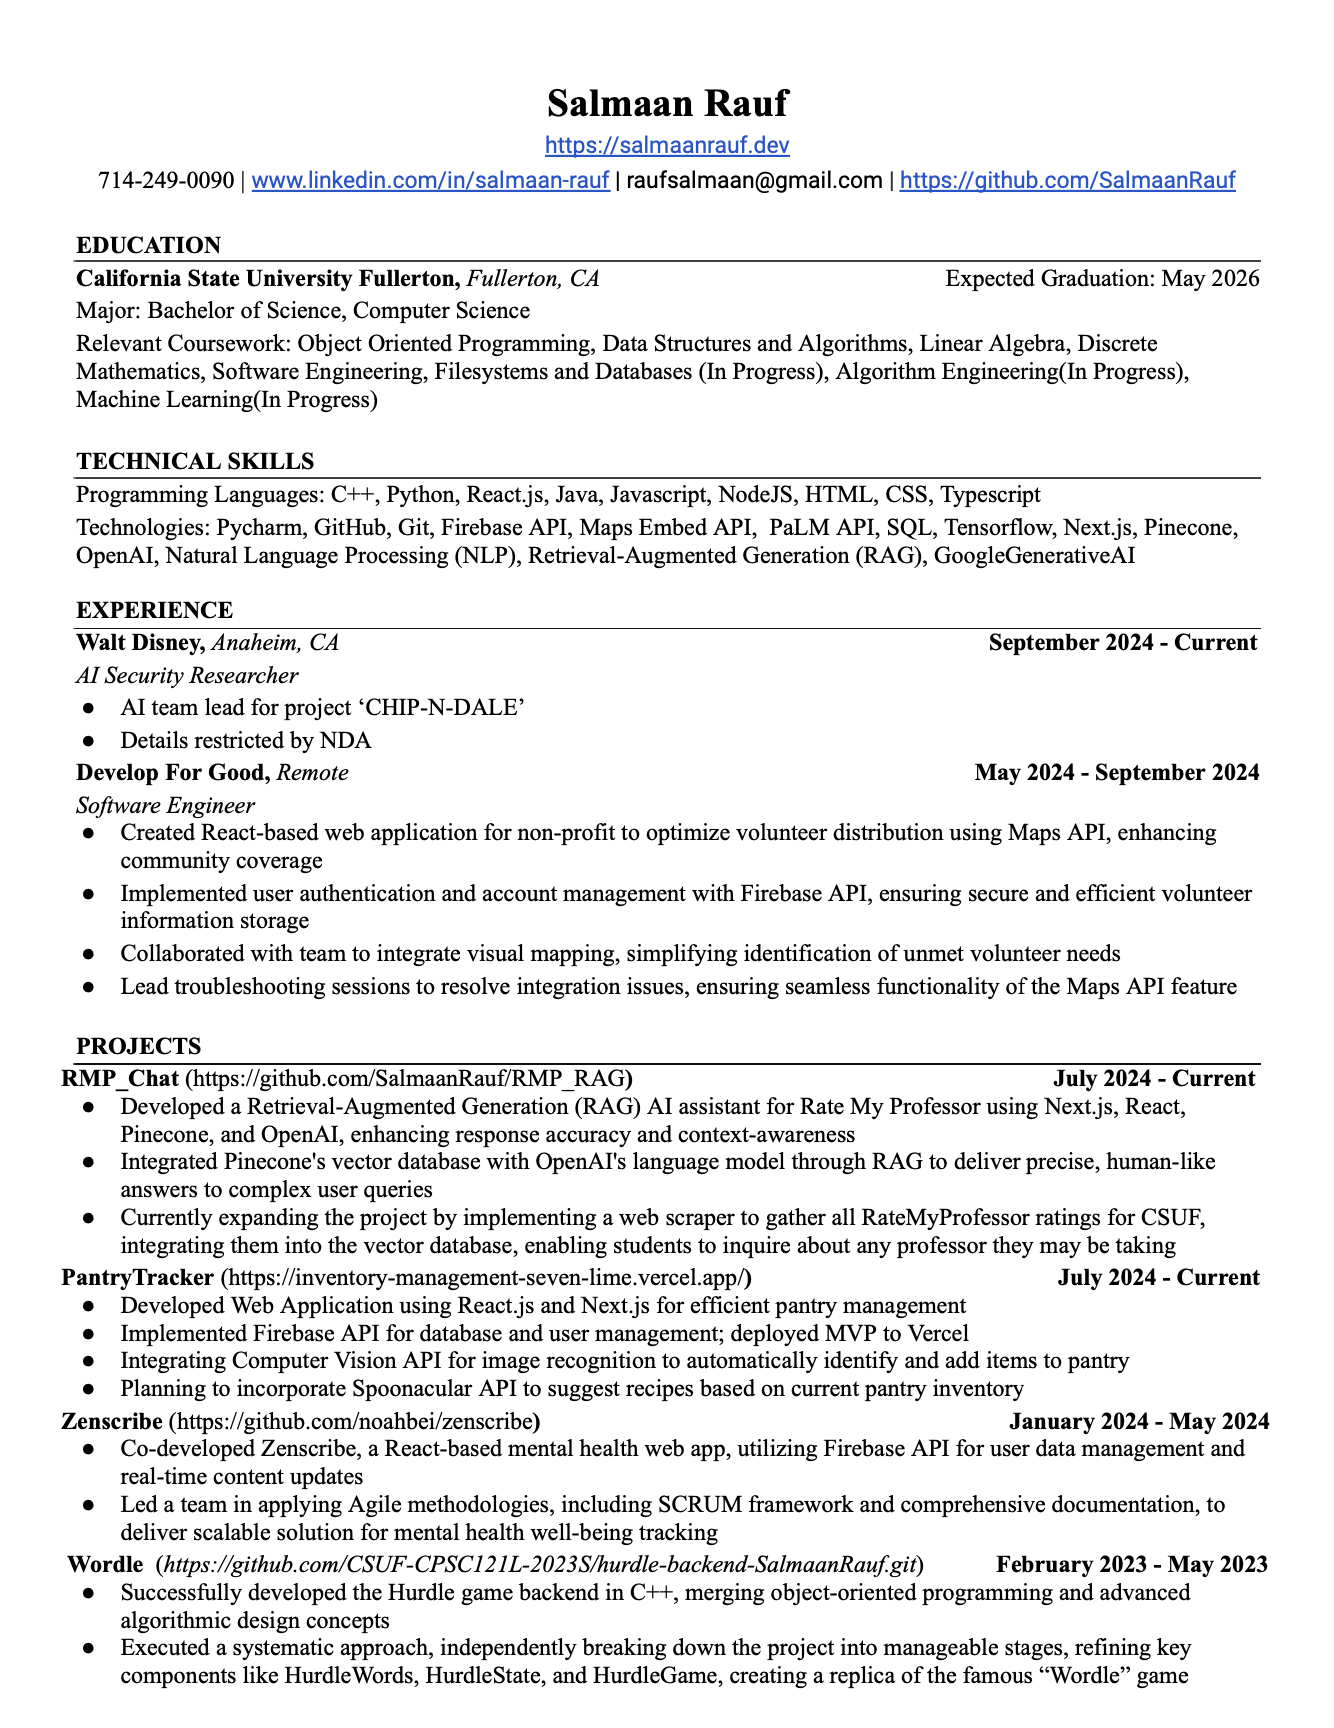 Salmaan Rauf
https://salmaanrauf.dev
714-249-0090 | www.linkedin.com/in/salmaan-rauf | raufsalmaan@gmail.com | https://github.com/SalmaanRauf
EDUCATION
California State University Fullerton, Fullerton, CA Expected Graduation: May 2026
Major: Bachelor of Science, Computer Science
Relevant Coursework: Object Oriented Programming, Data Structures and Algorithms, Linear Algebra, Discrete
Mathematics, Software Engineering, Filesystems and Databases (In Progress), Algorithm Engineering(In Progress),
Machine Learning(In Progress)
TECHNICAL SKILLS
Programming Languages: C++, Python, React.js, Java, Javascript, NodeJS, HTML, CSS, Typescript
Technologies: Pycharm, GitHub, Git, Firebase API, Maps Embed API,  PaLM API, SQL, Tensorflow, Next.js, Pinecone,
OpenAI, Natural Language Processing (NLP), Retrieval-Augmented Generation (RAG), GoogleGenerativeAI
EXPERIENCE
Walt Disney, Anaheim, CA September 2024 - Current
AI Security Researcher
● AI team lead for project ‘CHIP-N-DALE’
● Details restricted by NDA
Develop For Good, Remote May 2024 - September 2024
Software Engineer
● Created React-based web application for non-profit to optimize volunteer distribution using Maps API, enhancing
community coverage
● Implemented user authentication and account management with Firebase API, ensuring secure and efficient volunteer
information storage
● Collaborated with team to integrate visual mapping, simplifying identification of unmet volunteer needs
● Lead troubleshooting sessions to resolve integration issues, ensuring seamless functionality of the Maps API feature
PROJECTS
RMP_Chat (https://github.com/SalmaanRauf/RMP_RAG) July 2024 - Current
● Developed a Retrieval-Augmented Generation (RAG) AI assistant for Rate My Professor using Next.js, React,
Pinecone, and OpenAI, enhancing response accuracy and context-awareness
● Integrated Pinecone's vector database with OpenAI's language model through RAG to deliver precise, human-like
answers to complex user queries
● Currently expanding the project by implementing a web scraper to gather all RateMyProfessor ratings for CSUF,
integrating them into the vector database, enabling students to inquire about any professor they may be taking
PantryTracker (https://inventory-management-seven-lime.vercel.app/) July 2024 - Current
● Developed Web Application using React.js and Next.js for efficient pantry management
● Implemented Firebase API for database and user management; deployed MVP to Vercel
● Integrating Computer Vision API for image recognition to automatically identify and add items to pantry
● Planning to incorporate Spoonacular API to suggest recipes based on current pantry inventory
Zenscribe (https://github.com/noahbei/zenscribe) January 2024 - May 2024
● Co-developed Zenscribe, a React-based mental health web app, utilizing Firebase API for user data management and
real-time content updates
● Led a team in applying Agile methodologies, including SCRUM framework and comprehensive documentation, to
deliver scalable solution for mental health well-being tracking
Wordle  (https://github.com/CSUF-CPSC121L-2023S/hurdle-backend-SalmaanRauf.git) February 2023 - May 2023
● Successfully developed the Hurdle game backend in C++, merging object-oriented programming and advanced
algorithmic design concepts
● Executed a systematic approach, independently breaking down the project into manageable stages, refining key
components like HurdleWords, HurdleState, and HurdleGame, creating a replica of the famous “Wordle” game